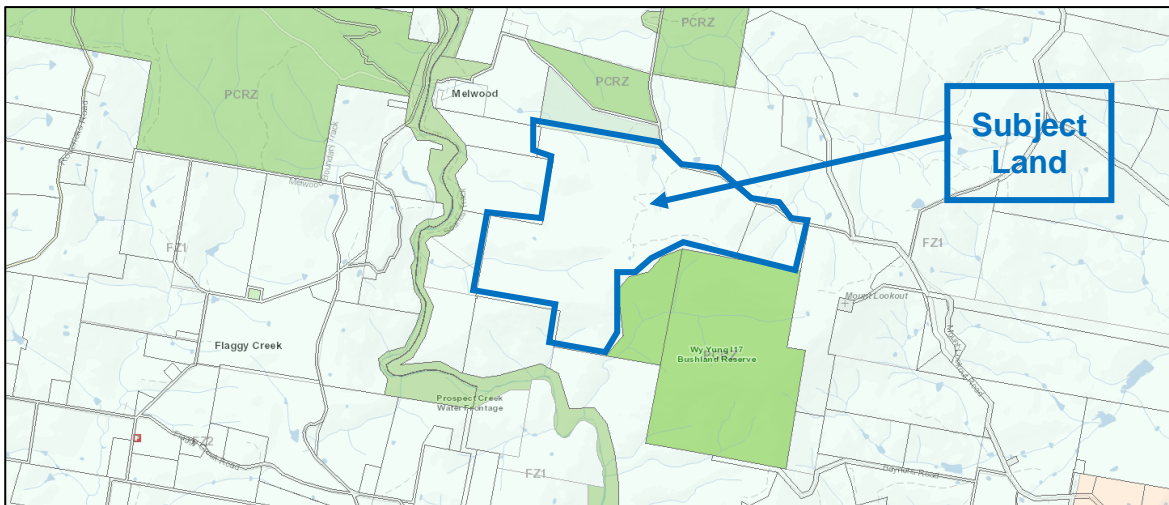 PCRZ
PCRZ
PCRZ
Melwood
Subject
Land
FZ1
FZ1
Mount Lookout
Flaggy Creek
Wy Yung I17
Bushland Reserve
PCRZ
Prospect Creek
Water Frontage
FZ2
FZ1